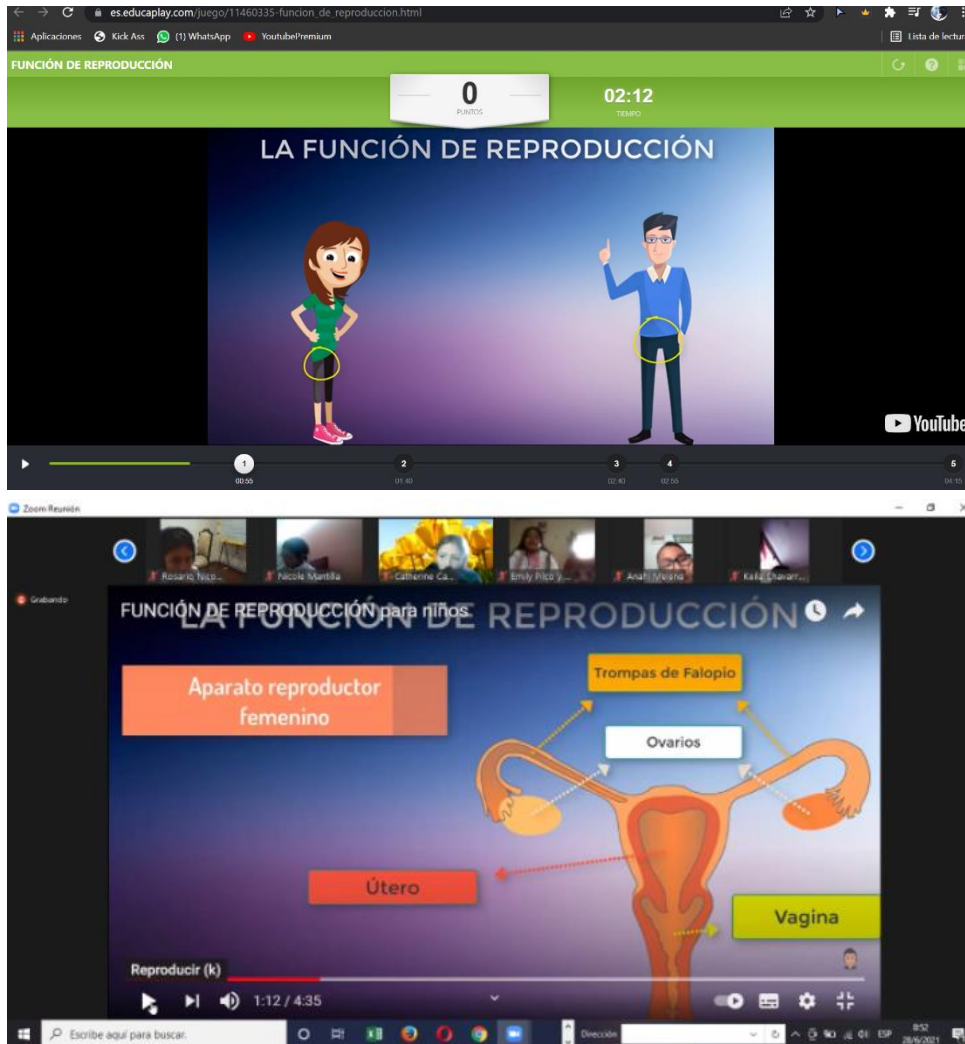 es.educaplay.com/juego/11460335-funcion_de_reproduccion.html
Aplicaciones Kick Ass (1) WhatsApp YoutubePremium Lista de lectura
FUNCIÓN DE REPRODUCCIÓN
0
PUNTOS
02:12
TIEMPO
LA FUNCIÓN DE REPRODUCCIÓN
YouTube
1 2 3 4 5
00:55 01:40 02:40 02:55 04:15
Zoom Reunión
Rosario Nico... Nicole Mantilla Catherine Ca... Emily Pilco y ... Anahí Kaila Chavarr...
Grabando
FUNCIÓN DE REPRODUCCIÓN para niños
LA FUNCIÓN DE REPRODUCCIÓN
Aparato reproductor
femenino
Trompas de Falopio
Ovarios
Útero
Vagina
Reproducir (k)
1:12 / 4:35
Escribe aquí para buscar. Dirección ESP 8:52
28/6/2021